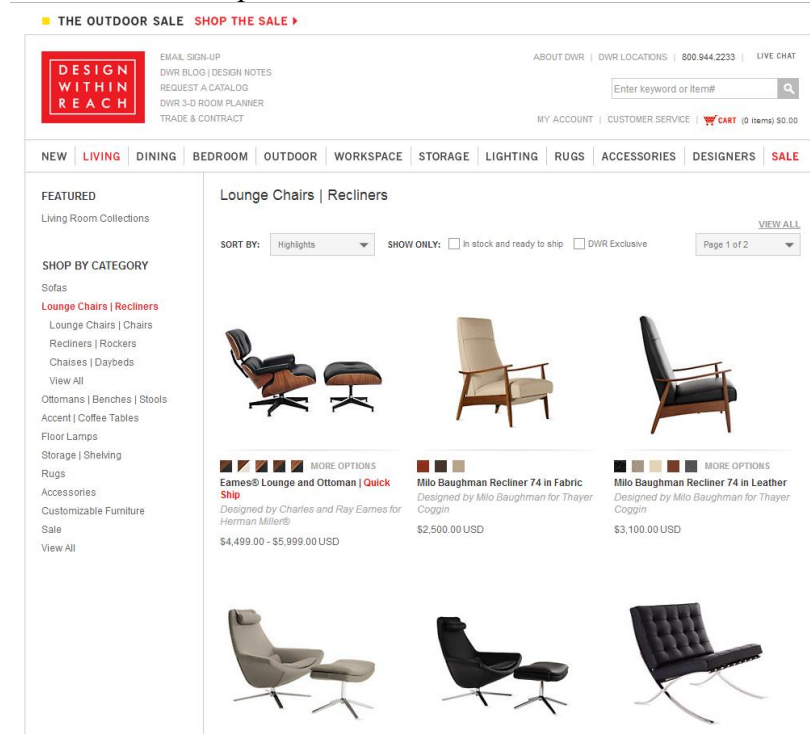 THE OUTDOOR SALE SHOP THE SALE
DESIGN
WITHIN
REACH
EMAIL SIGN-UP
DWR BLOG | DESIGN NOTES
REQUEST A CATALOG
DWR 3-D ROOM PLANNER
TRADE & CONTRACT
ABOUT DWR | DWR LOCATIONS | 800.944.2233 | LIVE CHAT
Enter keyword or Item#
MY ACCOUNT | CUSTOMER SERVICE | CART (0 items) $0.00
NEW | LIVING | DINING | BEDROOM | OUTDOOR | WORKSPACE | STORAGE | LIGHTING | RUGS | ACCESSORIES | DESIGNERS | SALE
FEATURED
Living Room Collections
SHOP BY CATEGORY
Sofas
Lounge Chairs | Recliners
Lounge Chairs | Chairs
Recliners | Rockers
Chaises | Daybeds
View All
Ottomans | Benches | Stools
Accent | Coffee Tables
Floor Lamps
Storage | Shelving
Rugs
Accessories
Customizable Furniture
Sale
View All
Lounge Chairs | Recliners
VIEW ALL
SORT BY: Highlights SHOW ONLY: In stock and ready to ship DWR Exclusive Page 1 of 2
MORE OPTIONS
Eames® Lounge and Ottoman | Quick
Ship
Designed by Charles and Ray Eames for
Herman Miller®
$4,499.00 - $5,999.00 USD
Milo Baughman Recliner 74 in Fabric
Designed by Milo Baughman for Thayer
Coggin
$2,500.00 USD
MORE OPTIONS
Milo Baughman Recliner 74 in Leather
Designed by Milo Baughman for Thayer
Coggin
$3,100.00 USD